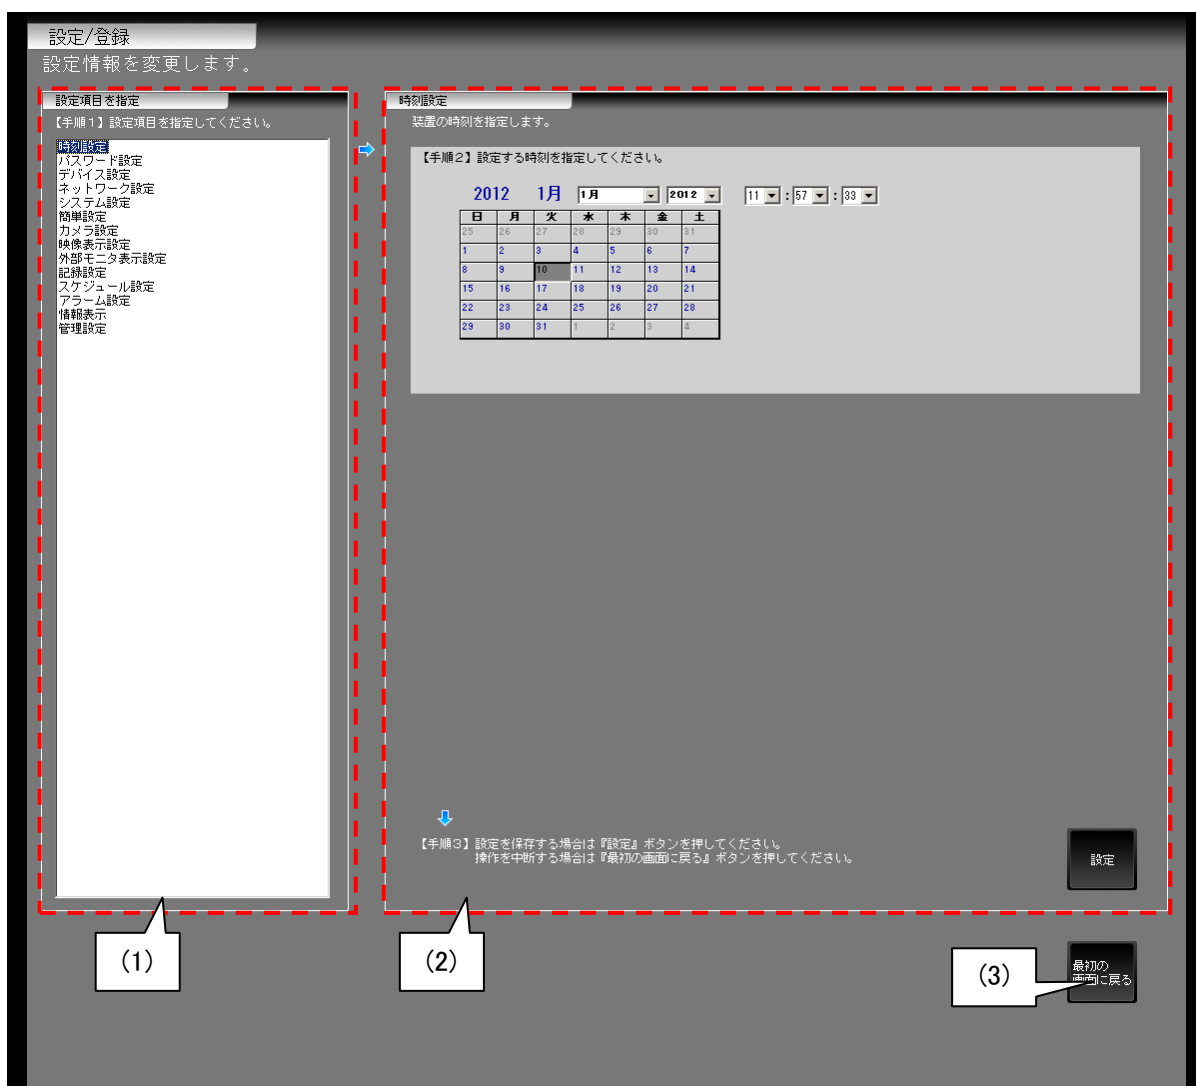 設定/登録
設定情報を変更します。
設定項目を指定
【手順1】設定項目を指定してください。
時刻設定
パスワード設定
デバイス設定
ネットワーク設定
システム設定
簡単設定
カメラ設定
映像表示設定
外部モニタ表示設定
記録設定
スケジュール設定
アラーム設定
情報表示
管理設定
(1)
時刻設定
装置の時刻を指定します。
【手順2】設定する時刻を指定してください。
2012 1月 1月 2012 11 : 57 : 33
日 月 火 水 木 金 土
25 26 27 28 29 30 31
1 2 3 4 5 6 7
8 9 10 11 12 13 14
15 16 17 18 19 20 21
22 23 24 25 26 27 28
29 30 31 1 2 3 4
【手順3】設定を保存する場合は『設定』ボタンを押してください。
操作を中断する場合は『最初の画面に戻る』ボタンを押してください。
設定
(2)
(3)
最初の
画面に戻る